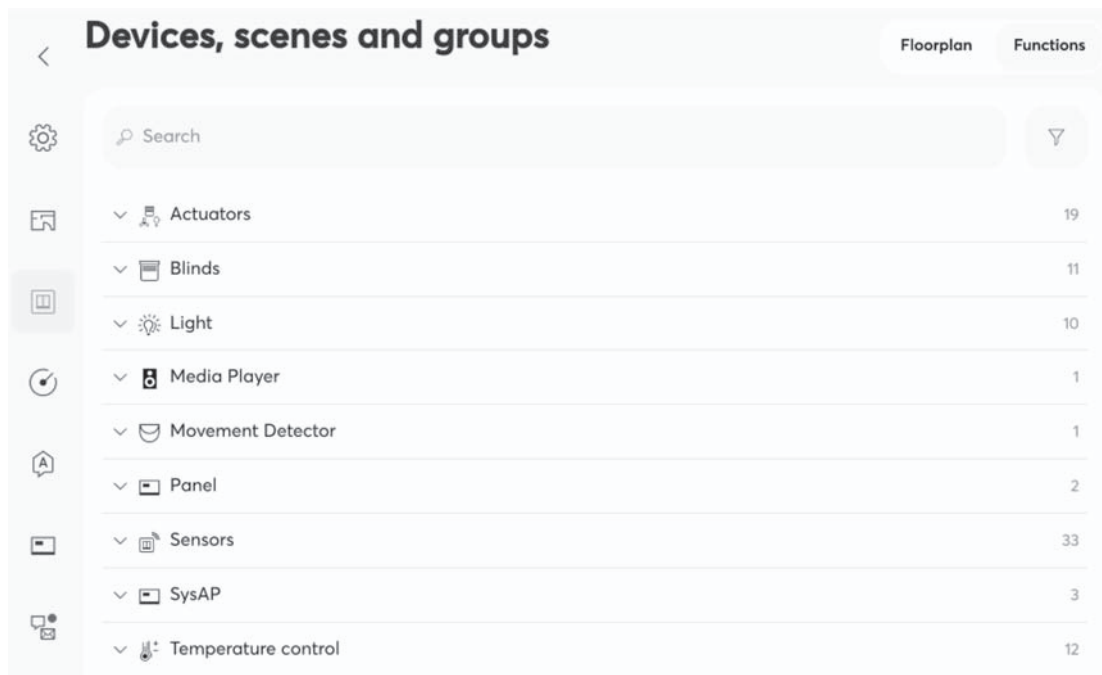 Devices, scenes and groups
Floorplan
Functions
Search
Actuators 19
Blinds 11
Light 10
Media Player 1
Movement Detector 1
Panel 2
Sensors 33
SysAP 3
Temperature control 12
A